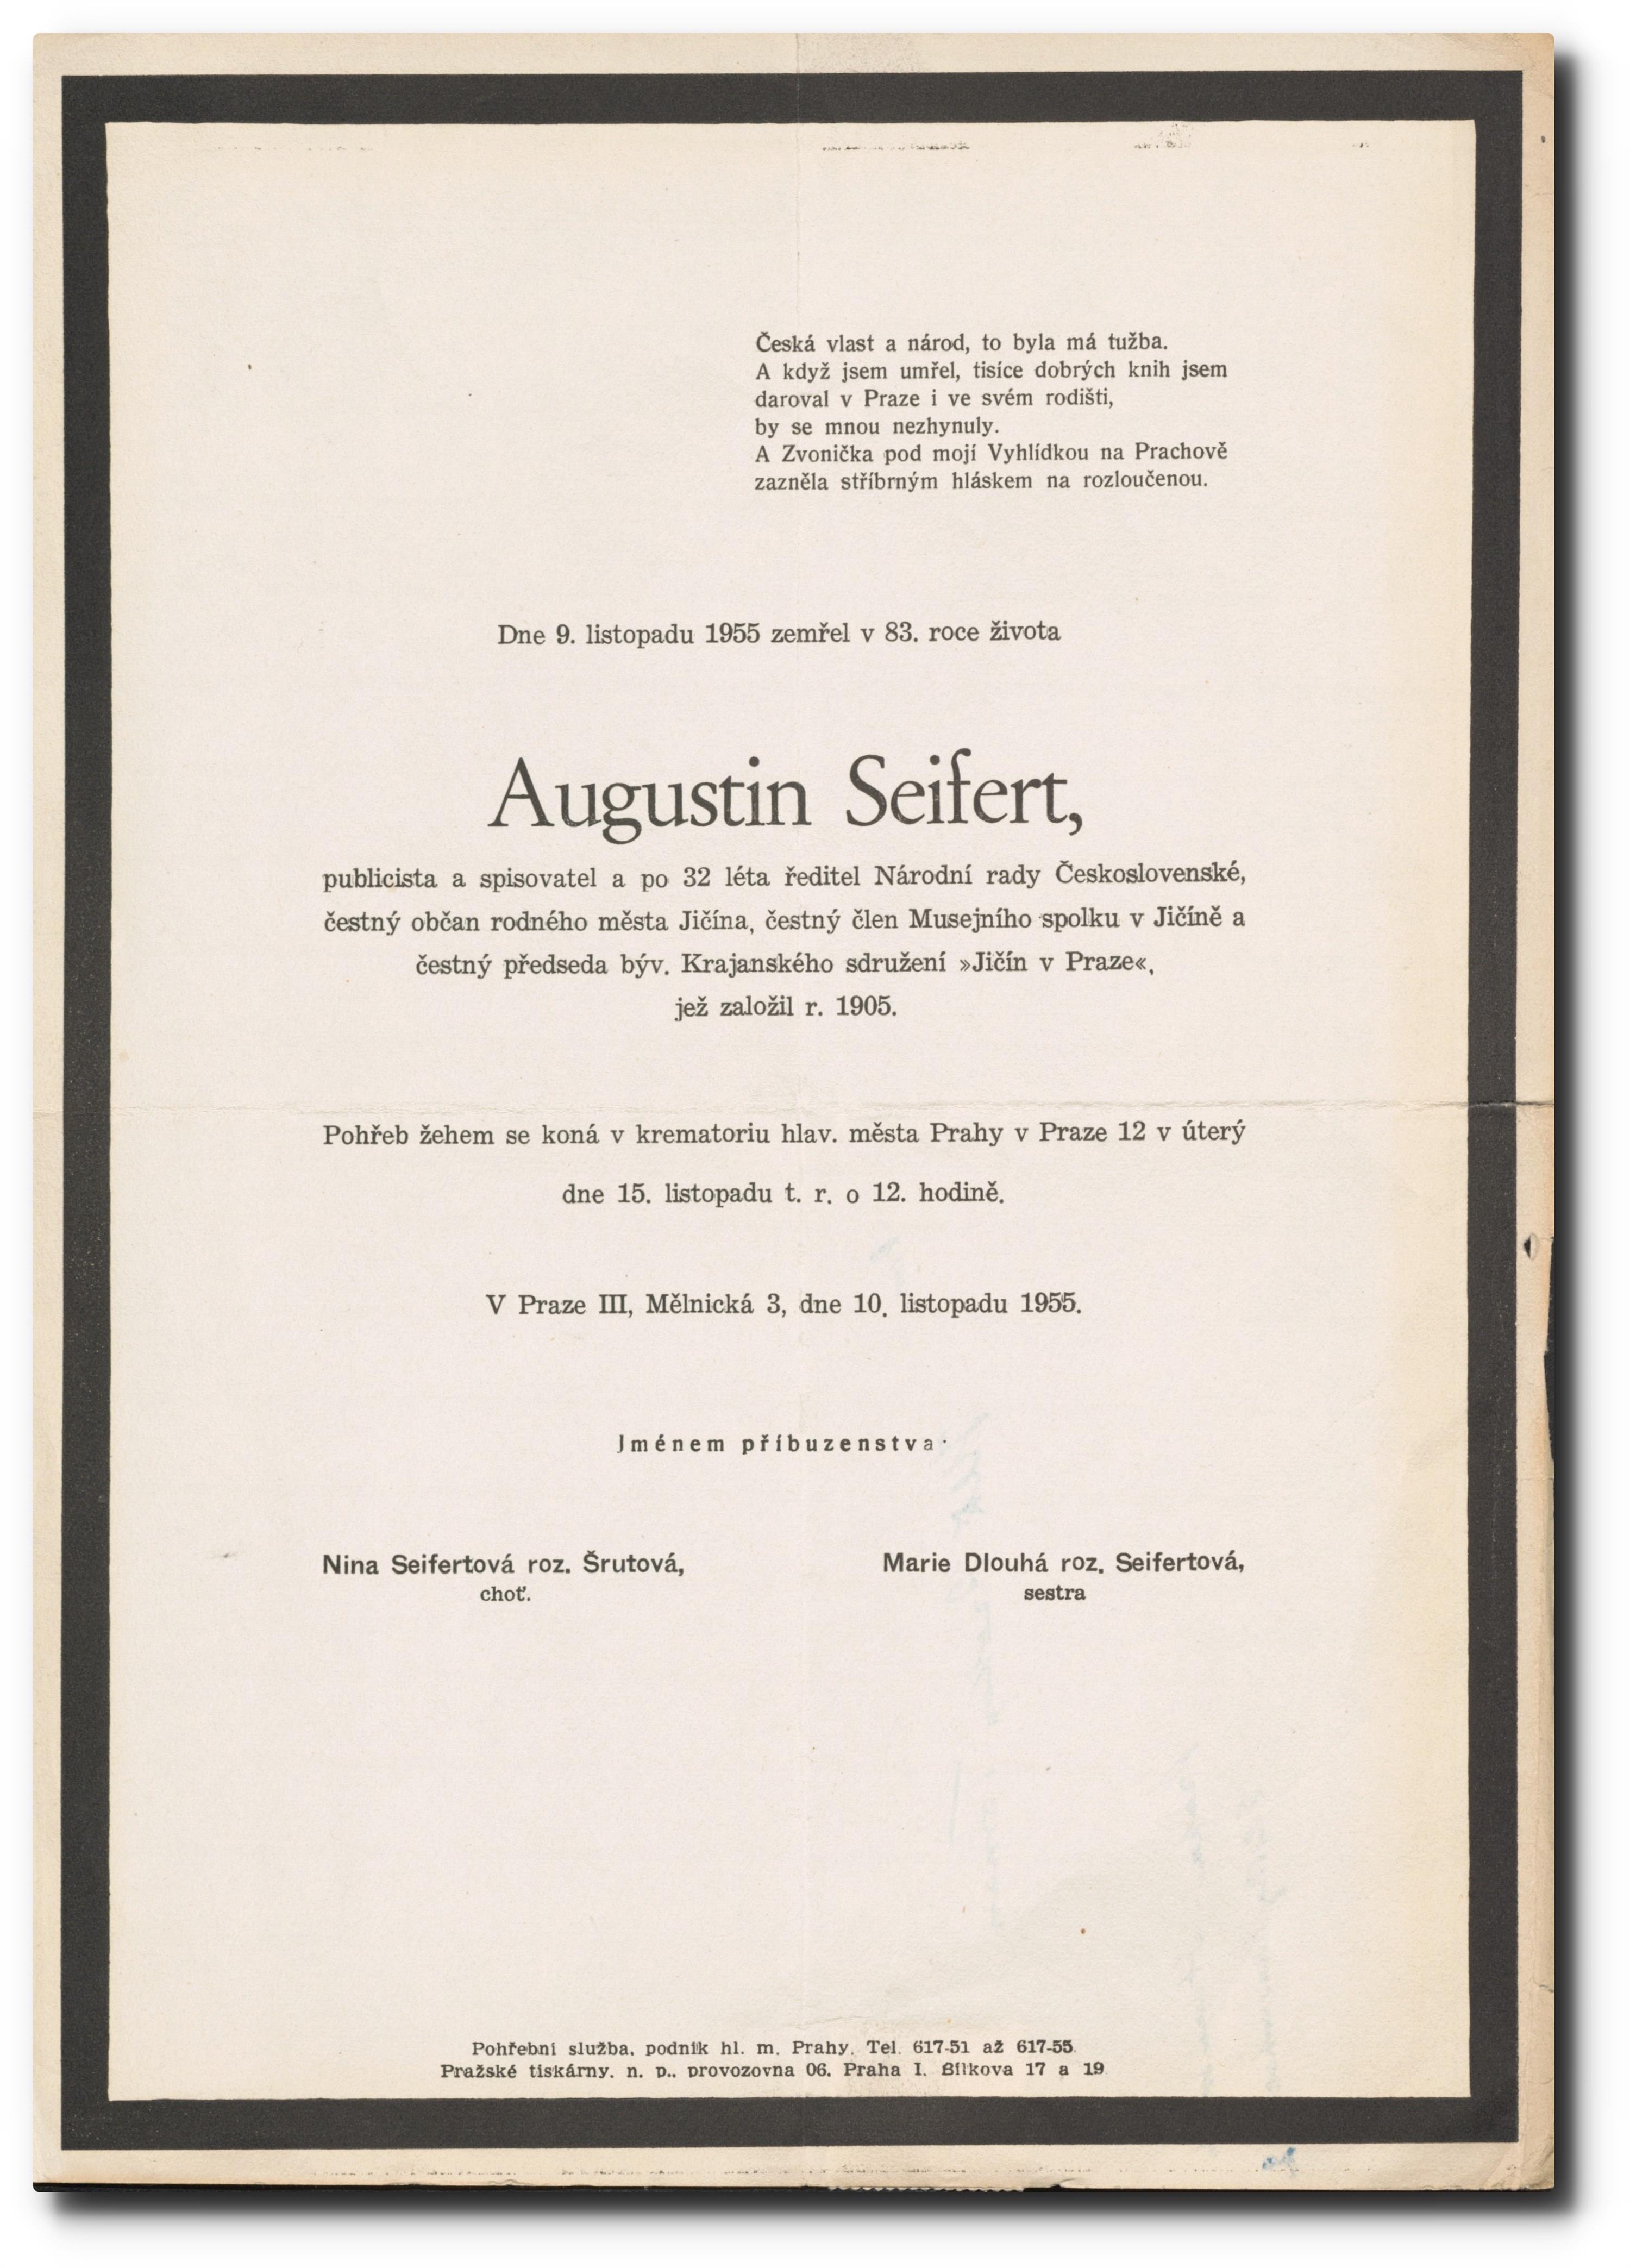 Česká vlast a národ, to byla má tužba.
A když jsem umřel, tisíce dobrých knih jsem
daroval v Praze i ve svém rodišti,
by se mnou nezhynuly.
A Zvonička pod mojí Vyhlídkou na Prachově
zazněla stříbrným hláskem na rozloučenou.
Dne 9. listopadu 1955 zemřel v 83. roce života
Augustin Seifert,
publicista a spisovatel a po 32 léta ředitel Národní rady Československé,
čestný občan rodného města Jičína, čestný člen Musejního spolku v Jičíně a
čestný předseda býv. Krajanského sdružení »Jičín v Praze«,
jež založil r. 1905.
Pohřeb žehem se koná v krematoriu hlav. města Prahy v Praze 12 v úterý
dne 15. listopadu t. r. o 12. hodině.
V Praze III, Mělnická 3, dne 10. listopadu 1955.
Jménem příbuzenstva·
Nina Seifertová roz. Šrutová,
choť.
Marie Dlouhá roz. Seifertová,
sestra
Pohřební služba, podnik hl. m. Prahy. Tel. 617-51 až 617-55.
Pražské tiskárny. n. p., provozovna 06. Praha I. Bílkova 17 a 19